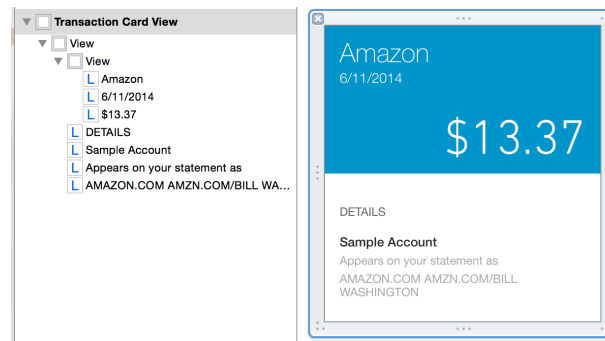 Transaction Card View
View
View
L Amazon
L 6/11/2014
L $13.37
L DETAILS
L Sample Account
L Appears on your statement as
L AMAZON.COM AMZN.COM/BILL WA...
Amazon
6/11/2014
$13.37
DETAILS
Sample Account
Appears on your statement as
AMAZON.COM AMZN.COM/BILL
WASHINGTON